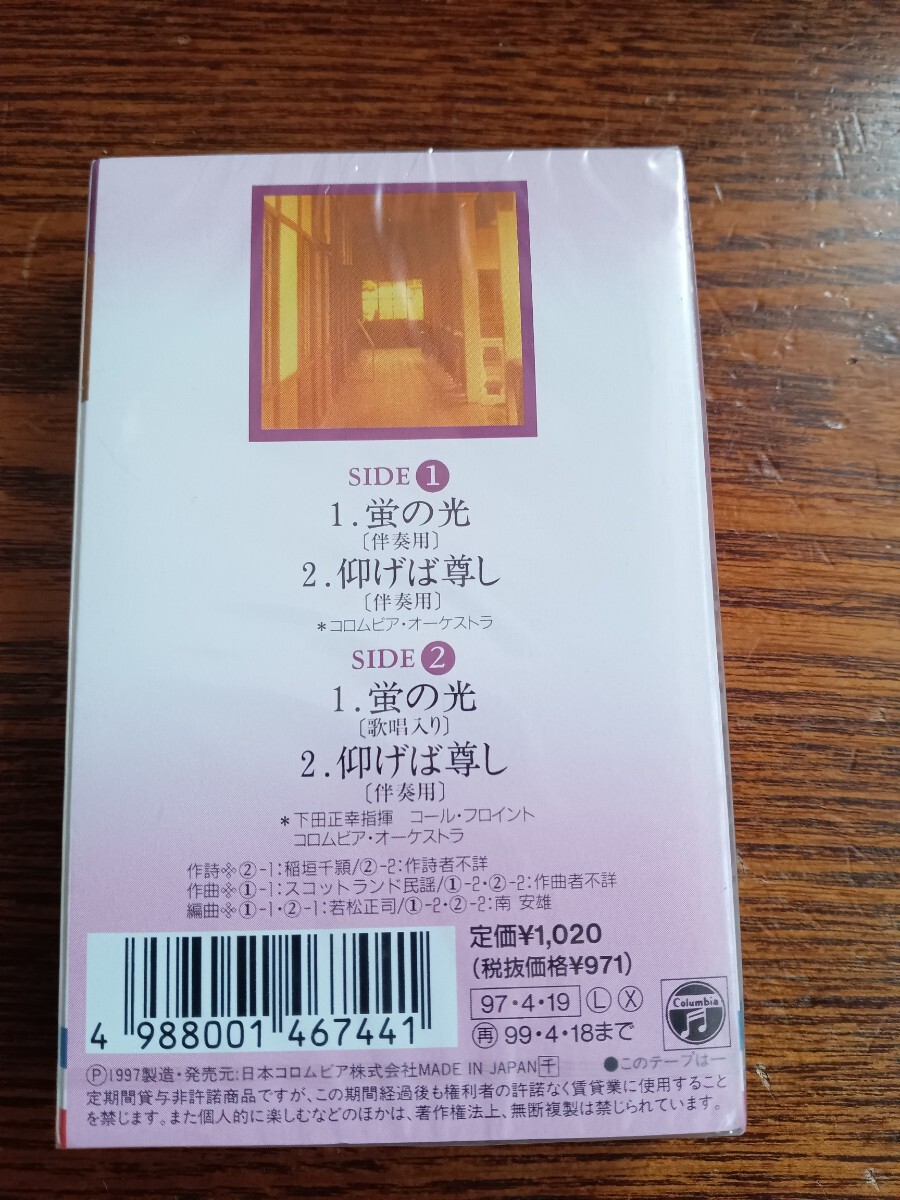 SIDE 1
1.蛍の光
〔伴奏用〕
2.仰げば尊し
〔伴奏用〕
*コロムビア・オーケストラ
SIDE 2
1.蛍の光
〔歌唱入り〕
2.仰げば尊し
〔伴奏用〕
*下田正幸指揮 コール・フロイント
コロムビア・オーケストラ
作詩※②-1:稲垣千頴/②-2:作詩者不詳
作曲※①-1:スコットランド民謡/①-2・②-2:作曲者不詳
編曲※①-1・②-1:若松正司/①-2・②-2:南 安雄
定価¥1,020
(税抜価格¥971)
97・4・19 Ⓛ Ⓧ
㊢ 99・4・18まで
Columbia
4 988001 467441
Ⓟ1997製造・発売元:日本コロムビア株式会社MADE IN JAPAN千 ●このテープは一
定期間貸与非許諾商品ですが、この期間経過後も権利者の許諾なく賃貸業に使用すること
を禁じます。また個人的に楽しむなどのほかは、著作権法上、無断複製は禁じられています。